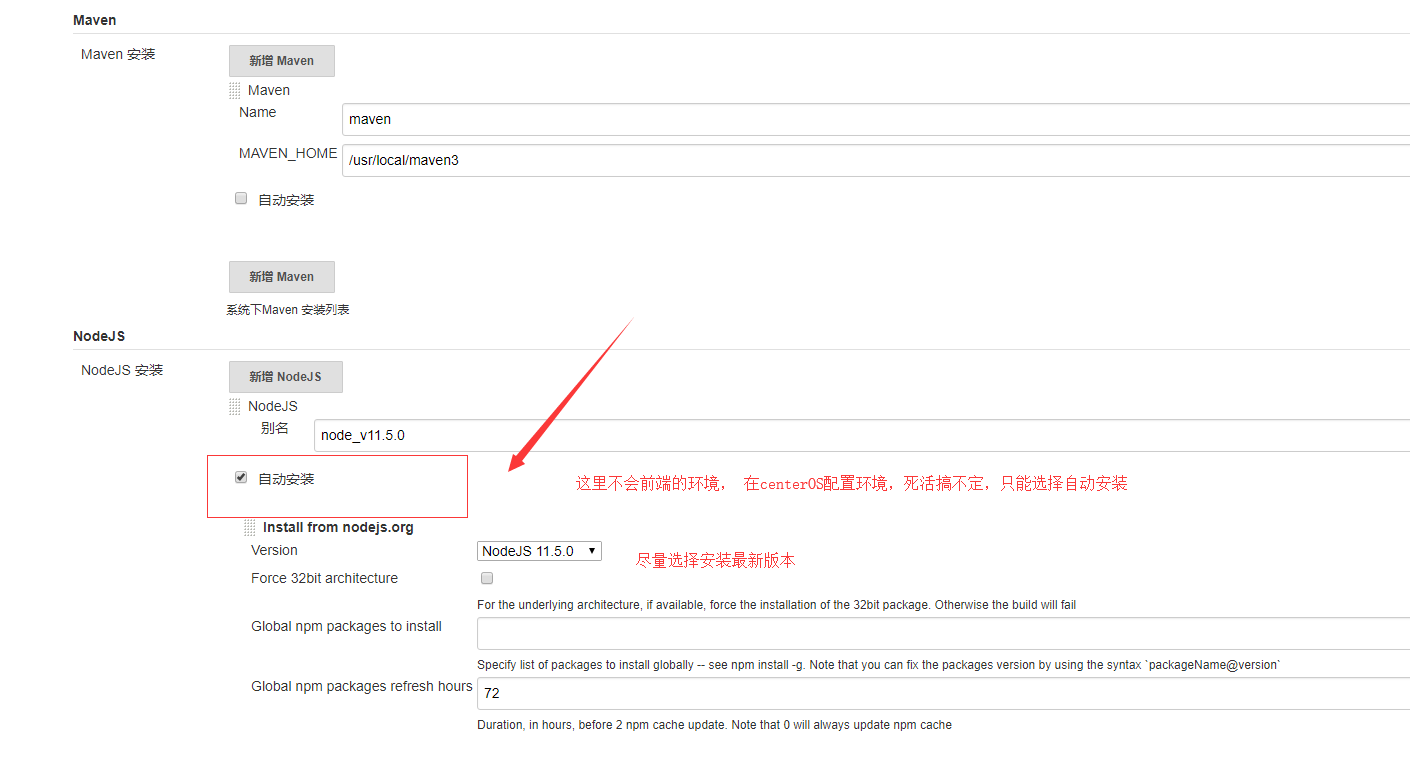 Maven
Maven 安装
新增 Maven
Maven
Name
maven
MAVEN_HOME
/usr/local/maven3
自动安装
新增 Maven
系统下Maven 安装列表
NodeJS
NodeJS 安装
新增 NodeJS
NodeJS
别名
node_v11.5.0
自动安装
这里不会前端的环境， 在centerOS配置环境，死活搞不定，只能选择自动安装
Install from nodejs.org
Version
NodeJS 11.5.0
尽量选择安装最新版本
Force 32bit architecture
For the underlying architecture, if available, force the installation of the 32bit package. Otherwise the build will fail
Global npm packages to install
Specify list of packages to install globally -- see npm install -g. Note that you can fix the packages version by using the syntax `packageName@version`
Global npm packages refresh hours
72
Duration, in hours, before 2 npm cache update. Note that 0 will always update npm cache